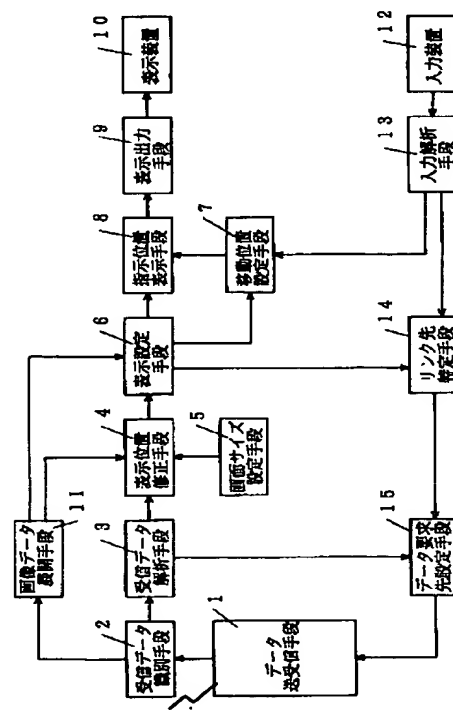 1
データ
送受信手段
2
受信データ
識別手段
3
受信データ
解析手段
4
表示位置
修正手段
5
画面サイズ
設定手段
6
表示設定
手段
7
移動位置
設定手段
8
指示位置
表示手段
9
表示出力
手段
10
表示装置
11
画像データ
展開手段
12
入力装置
13
入力解析
手段
14
リンク先
特定手段
15
データ要求
先設定手段